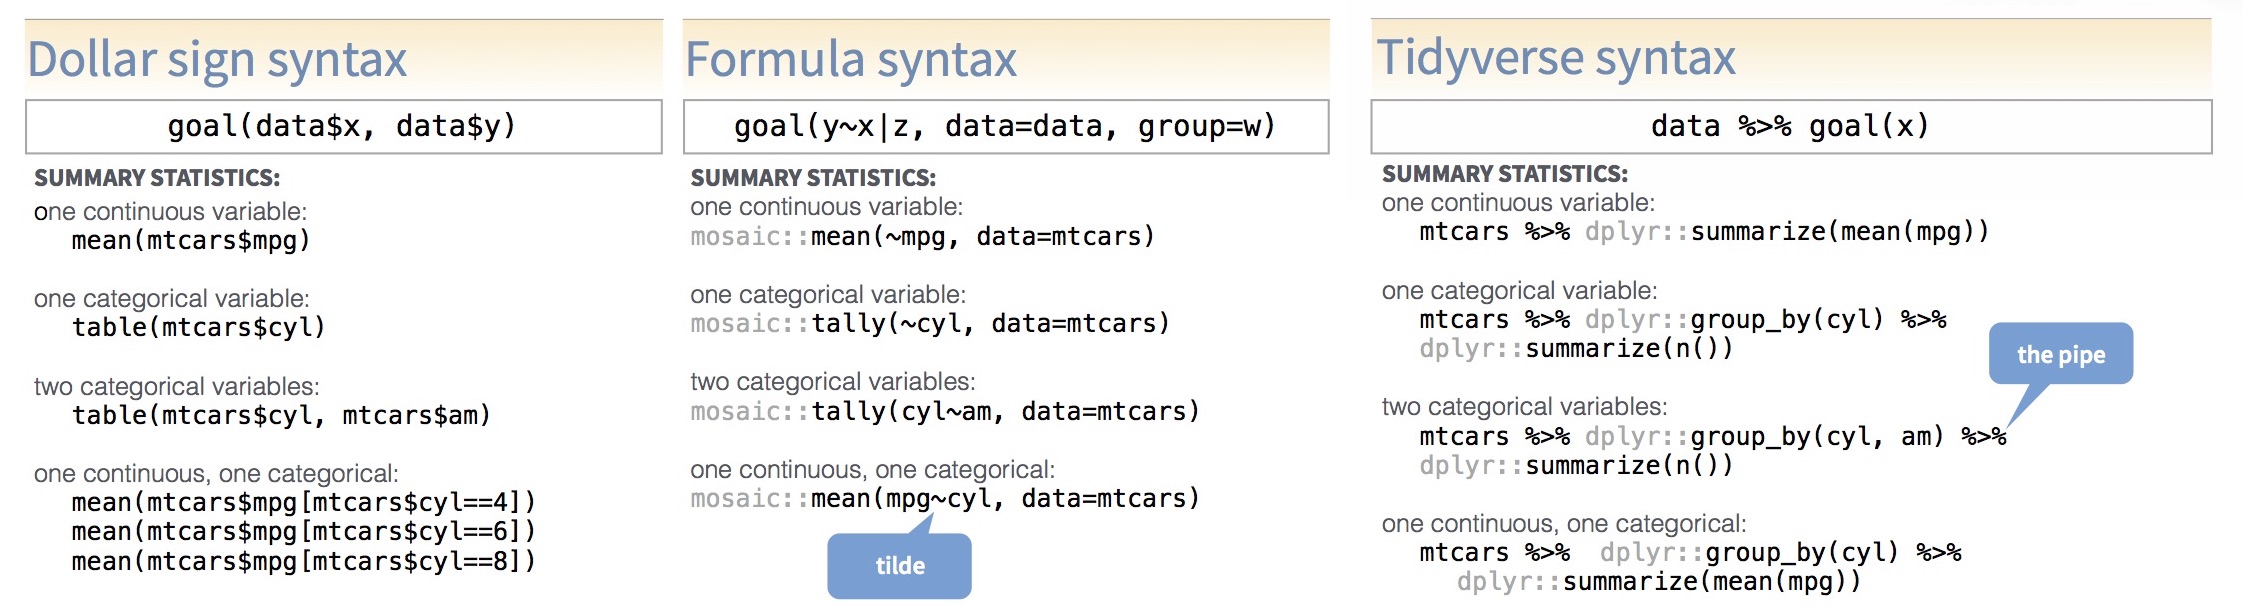 Dollar sign syntax
goal(data$x, data$y)
SUMMARY STATISTICS:
one continuous variable:
mean(mtcars$mpg)
one categorical variable:
table(mtcars$cyl)
two categorical variables:
table(mtcars$cyl, mtcars$am)
one continuous, one categorical:
mean(mtcars$mpg[mtcars$cyl==4])
mean(mtcars$mpg[mtcars$cyl==6])
mean(mtcars$mpg[mtcars$cyl==8])
Formula syntax
goal(y~x|z, data=data, group=w)
SUMMARY STATISTICS:
one continuous variable:
mosaic::mean(~mpg, data=mtcars)
one categorical variable:
mosaic::tally(~cyl, data=mtcars)
two categorical variables:
mosaic::tally(cyl~am, data=mtcars)
one continuous, one categorical:
mosaic::mean(mpg~cyl, data=mtcars)
tilde
Tidyverse syntax
data %>% goal(x)
SUMMARY STATISTICS:
one continuous variable:
mtcars %>% dplyr::summarize(mean(mpg))
one categorical variable:
mtcars %>% dplyr::group_by(cyl) %>%
dplyr::summarize(n())
the pipe
two categorical variables:
mtcars %>% dplyr::group_by(cyl, am) %>%
dplyr::summarize(n())
one continuous, one categorical:
mtcars %>% dplyr::group_by(cyl) %>%
dplyr::summarize(mean(mpg))